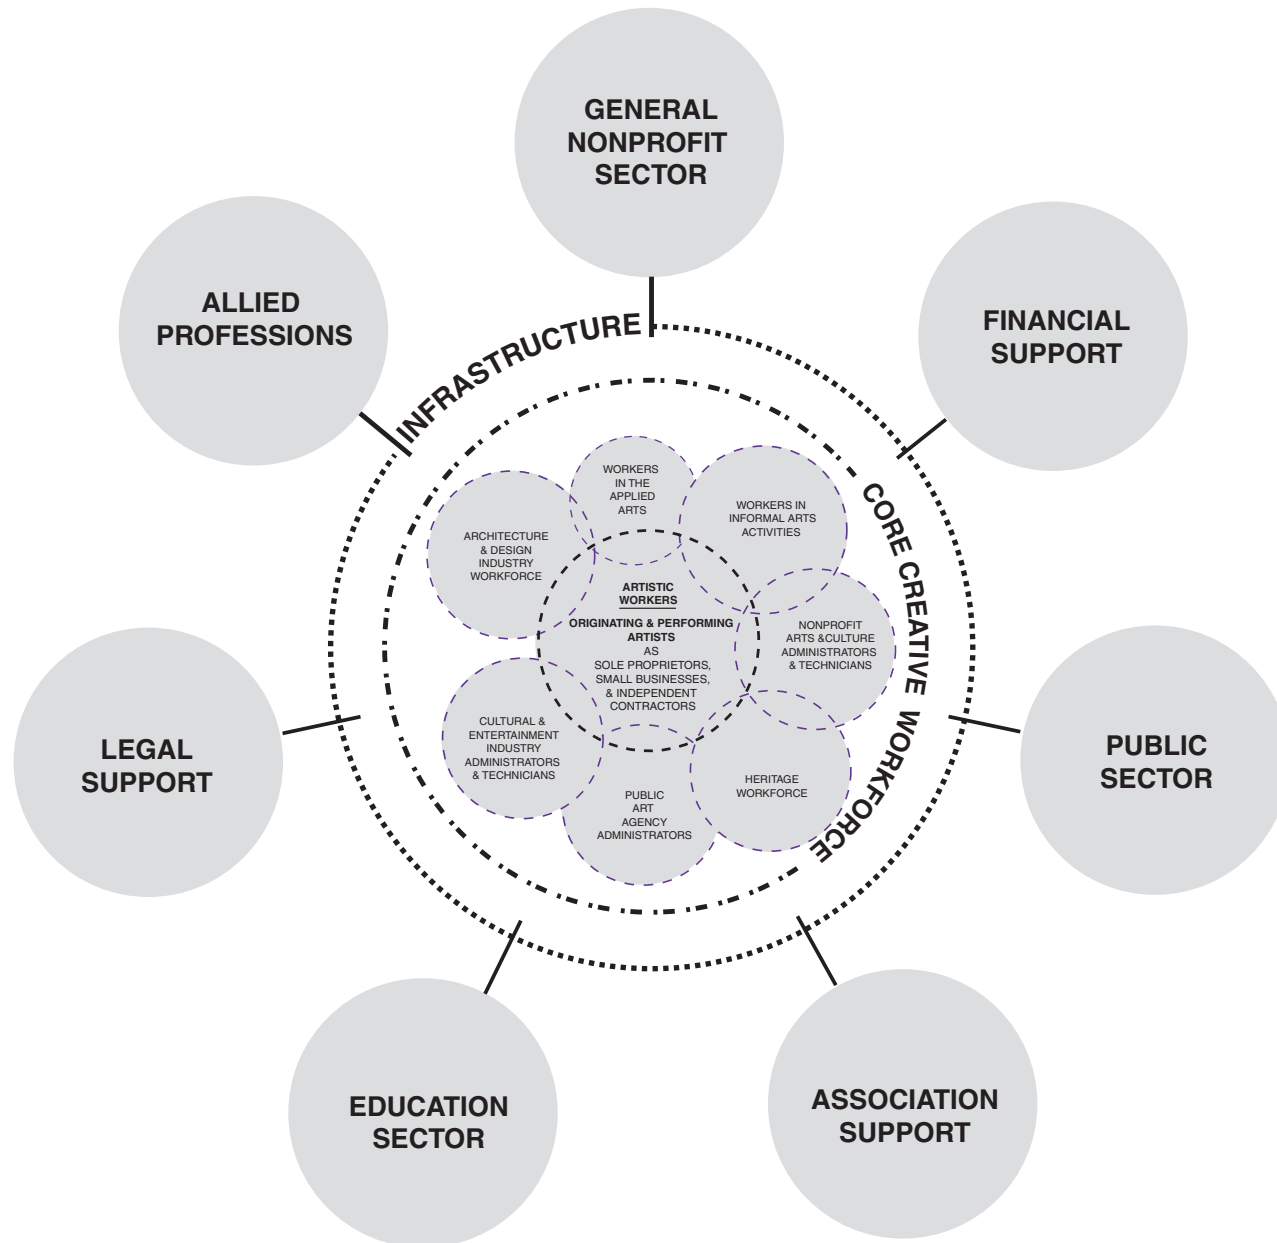 GENERAL
NONPROFIT
SECTOR
ALLIED
PROFESSIONS
FINANCIAL
SUPPORT
INFRASTRUCTURE
CORE CREATIVE WORKFORCE
WORKERS
IN THE
APPLIED
ARTS
WORKERS IN
INFORMAL ARTS
ACTIVITIES
ARCHITECTURE
& DESIGN
INDUSTRY
WORKFORCE
ARTISTIC
WORKERS
ORIGINATING & PERFORMING
ARTISTS
AS
SOLE PROPRIETORS,
SMALL BUSINESSES,
& INDEPENDENT
CONTRACTORS
NONPROFIT
ARTS &CULTURE
ADMINISTRATORS
& TECHNICIANS
CULTURAL &
ENTERTAINMENT
INDUSTRY
ADMINISTRATORS
& TECHNICIANS
PUBLIC
ART
AGENCY
ADMINISTRATORS
HERITAGE
WORKFORCE
LEGAL
SUPPORT
PUBLIC
SECTOR
EDUCATION
SECTOR
ASSOCIATION
SUPPORT